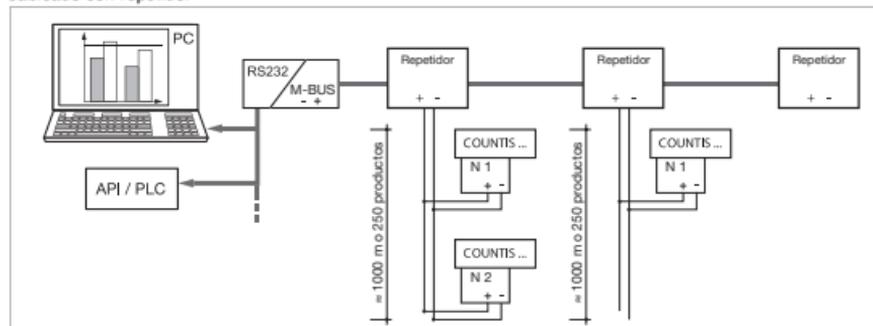 PC
RS232
M-BUS
- +
API / PLC
Repetidor
+ -
Repetidor
+ -
Repetidor
+ -
≈ 1000 m o 250 productos
COUNTIS ...
N 1
+ -
COUNTIS ...
N 2
+ -
≈ 1000 m o 250 productos
COUNTIS ...
N 1
+ -